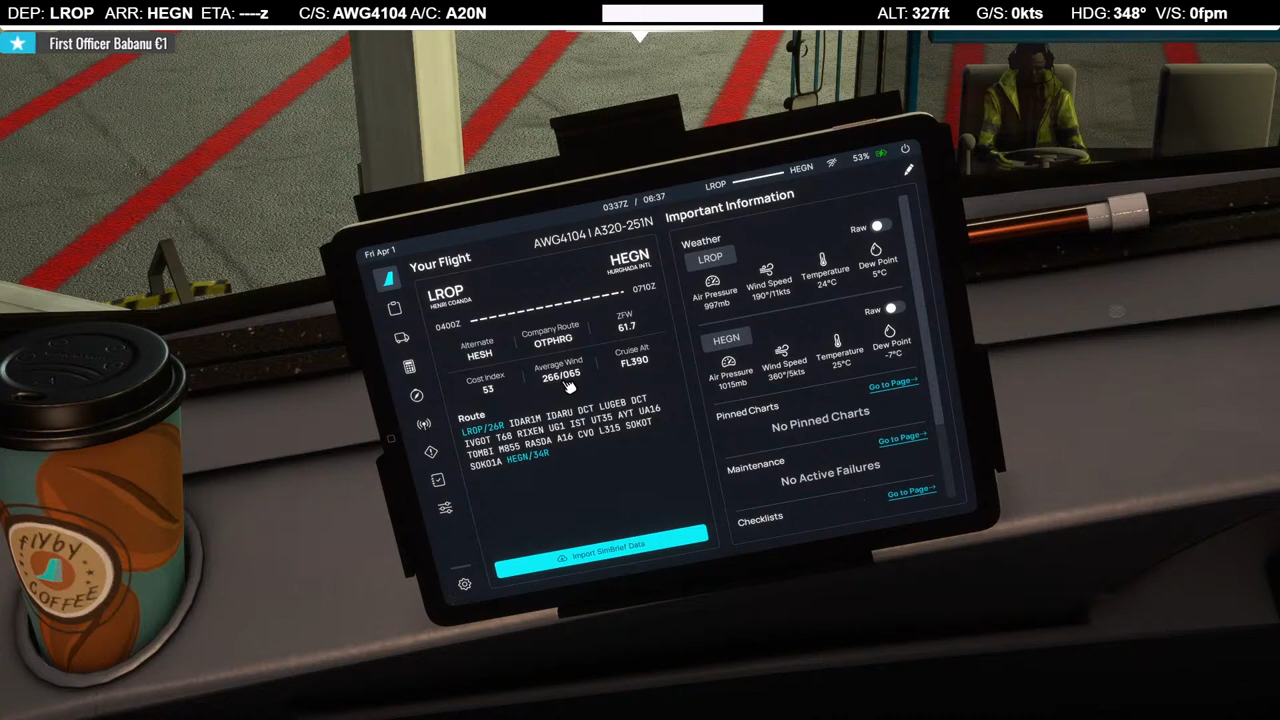 DEP: LROP ARR: HEGN ETA: ----z C/S: AWG4104 A/C: A20N
ALT: 327ft G/S: 0kts HDG: 348° V/S: 0fpm
First Officer Babanu €1
Fri Apr 1
0337Z / 06:37
LROP HEGN
53%
Your Flight
AWG4104 | A320-251N
LROP
HENRI COANDA
HEGN
HURGHADA INTL
0400Z
0710Z
Alternate
HESH
Company Route
OTPHRG
ZFW
61.7
Cost Index
53
Average Wind
266/065
Cruise Alt
FL390
Route
LROP/26R IDAR1M IDARU DCT LUGEB DCT
IVGOT T68 RIXEN UG1 IST UT35 AYT UA16
TOMBI M855 RASDA A16 CVO L315 SOKOT
SOKO1A HEGN/34R
Import SimBrief Data
Important Information
Weather
Raw
LROP
Air Pressure
997mb
Wind Speed
190°/11kts
Temperature
24°C
Dew Point
5°C
Raw
HEGN
Air Pressure
1015mb
Wind Speed
360°/5kts
Temperature
25°C
Dew Point
-7°C
Pinned Charts
Go to Page
No Pinned Charts
Maintenance
Go to Page
No Active Failures
Checklists
Go to Page
flyby
COFFEE